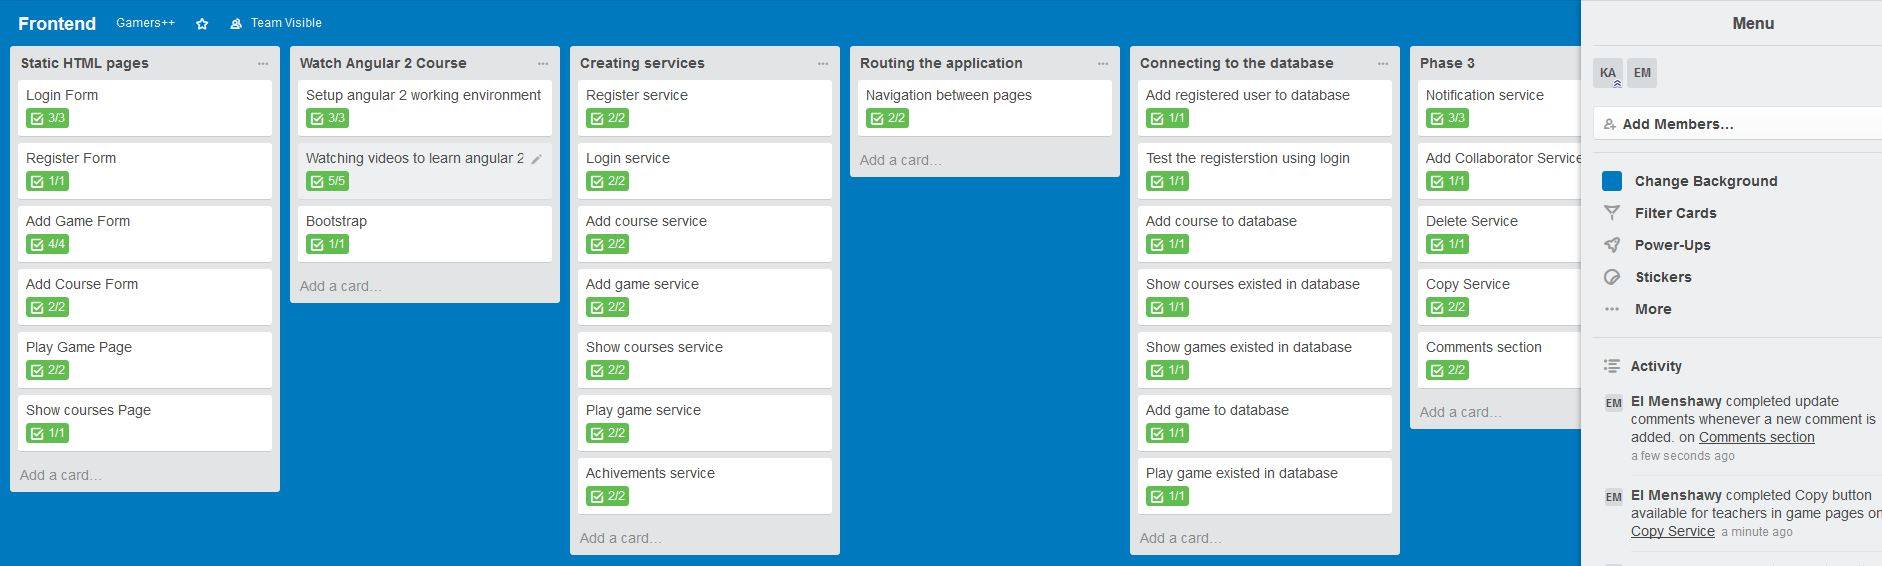 Frontend Gamers++ Team Visible
Static HTML pages
Login Form
3/3
Register Form
1/1
Add Game Form
4/4
Add Course Form
2/2
Play Game Page
2/2
Show courses Page
1/1
Add a card...
Watch Angular 2 Course
Setup angular 2 working environment
3/3
Watching videos to learn angular 2
5/5
Bootstrap
1/1
Add a card...
Creating services
Register service
2/2
Login service
2/2
Add course service
2/2
Add game service
2/2
Show courses service
2/2
Play game service
2/2
Achivements service
2/2
Add a card...
Routing the application
Navigation between pages
2/2
Add a card...
Connecting to the database
Add registered user to database
1/1
Test the registerstion using login
1/1
Add course to database
1/1
Show courses existed in database
1/1
Show games existed in database
1/1
Add game to database
1/1
Play game existed in database
1/1
Add a card...
Phase 3
Notification service
3/3
Add Collaborator Service
1/1
Delete Service
1/1
Copy Service
2/2
Comments section
2/2
Add a card...
Menu
KA EM
Add Members...
Change Background
Filter Cards
Power-Ups
Stickers
More
Activity
EM El Menshawy completed update
comments whenever a new comment is
added. on Comments section
a few seconds ago
EM El Menshawy completed Copy button
available for teachers in game pages on
Copy Service a minute ago